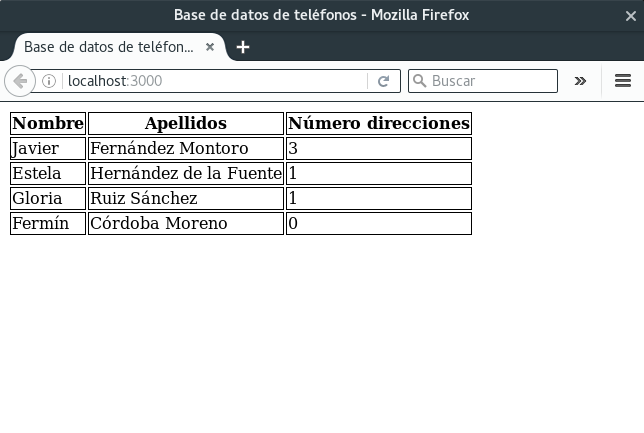 Base de datos de teléfonos - Mozilla Firefox
Base de datos de teléfon...
localhost:3000
Buscar
Nombre Apellidos Número direcciones
Javier Fernández Montoro 3
Estela Hernández de la Fuente 1
Gloria Ruiz Sánchez 1
Fermín Córdoba Moreno 0